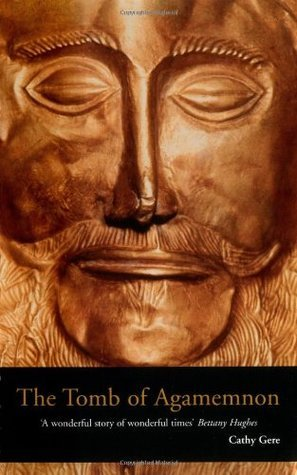 The Tomb of Agamemnon
'A wonderful story of wonderful times' Bettany Hughes
Cathy Gere